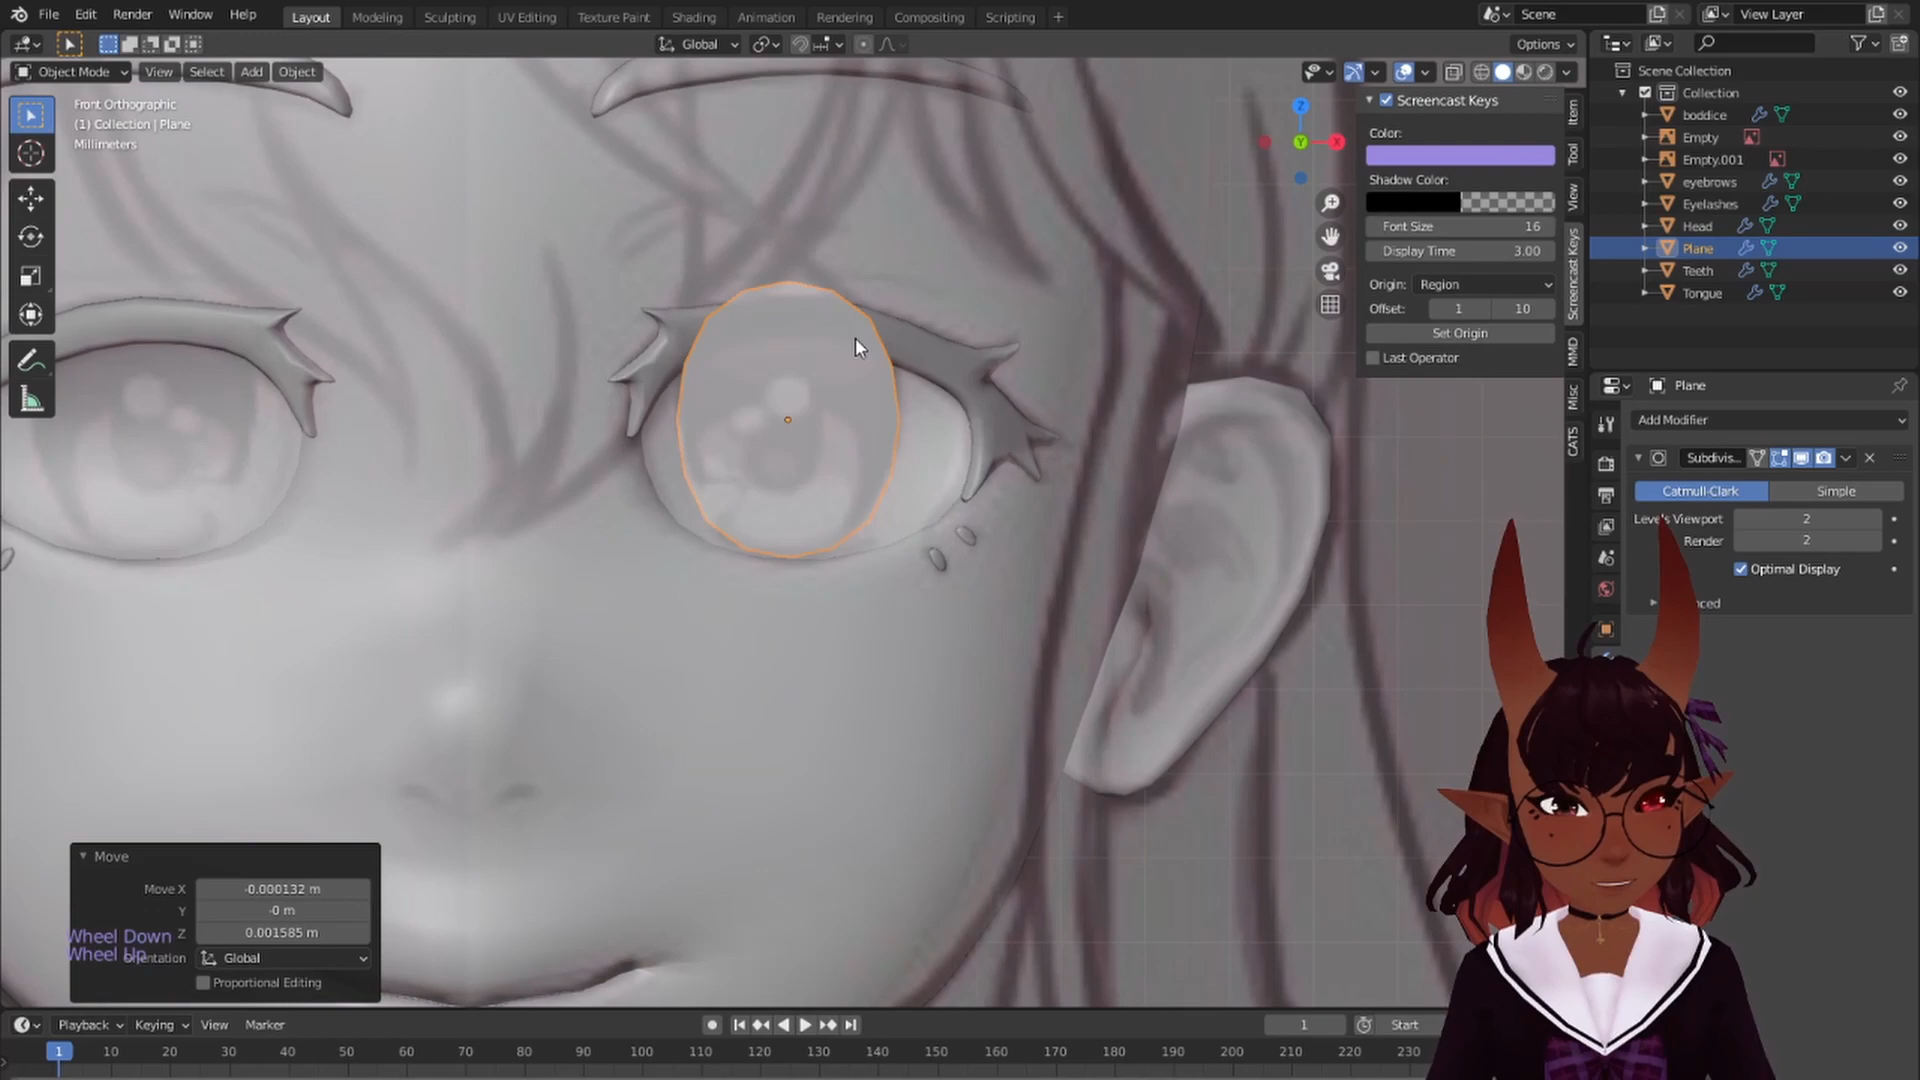 File Edit Render Window Help Layout Modeling Sculpting UV Editing Texture Paint Shading Animation Rendering Compositing Scripting + Scene View Layer
Global Options
Object Mode View Select Add Object
Front Orthographic
(1) Collection | Plane
Millimeters
Z
Y
X
Screencast Keys
Color:
Shadow Color:
Font Size 16
Display Time 3.00
Origin: Region
Offset: 1 10
Set Origin
Last Operator
Item
Tool
View
Screencast Keys
MMD
Misc
CATS
Scene Collection
Collection
boddice
Empty
Empty.001
eyebrows
Eyelashes
Head
Plane
Teeth
Tongue
Plane
Add Modifier
Subdivis...
Catmull-Clark Simple
Levels Viewport 2
Render 2
Optimal Display
Move
Move X -0.000132 m
Y -0 m
Z 0.001585 m
Wheel Down
Wheel Up
Global
Proportional Editing
Playback Keying View Marker 1 Start
1 10 20 30 40 50 60 70 80 90 100 110 120 130 140 150 160 170 180 190 200 210 220 230